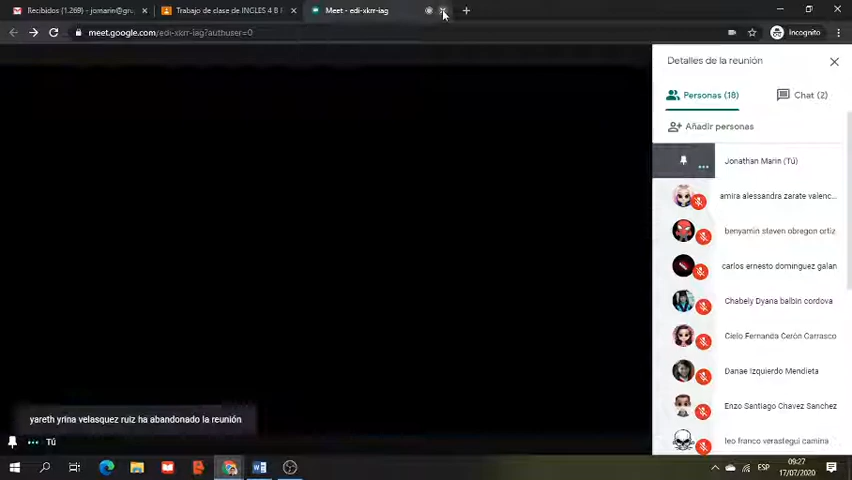 Recibidos (1.269) - jomarin@gru
Trabajo de clase de INGLES 4 B I
Meet - edi-xkrr-iag
meet.google.com/edi-xkrr-iag?authuser=0
Incognito
Detalles de la reunión
Personas (18)
Chat (2)
Añadir personas
Jonathan Marin (Tú)
amira alessandra zarate valenc...
benyamin staven obregon ortiz
carlos ernesto dominguez galan
Chabely Dyana balbin cordova
Cielo Fernanda Cerón Carrasco
Danae Izquierdo Mendieta
Enzo Santiago Chavez Sanchez
leo franco verastegui camina
yareth yrina velasquez ruiz ha abandonado la reunión
Tú
ESP
09:27
17/07/2020